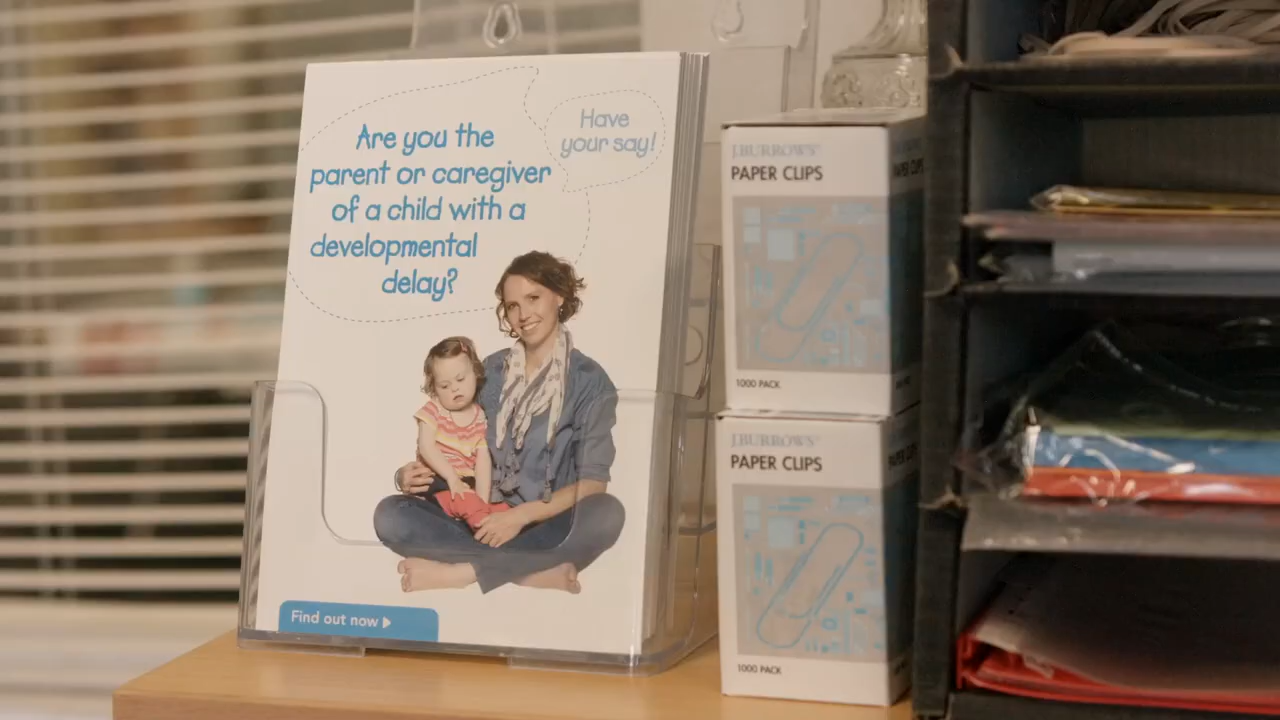 Are you the
parent or caregiver
of a child with a
developmental
delay?
Have
your say!
Find out now
J.BURROWS
PAPER CLIPS
1000 PACK
J.BURROWS
PAPER CLIPS
1000 PACK